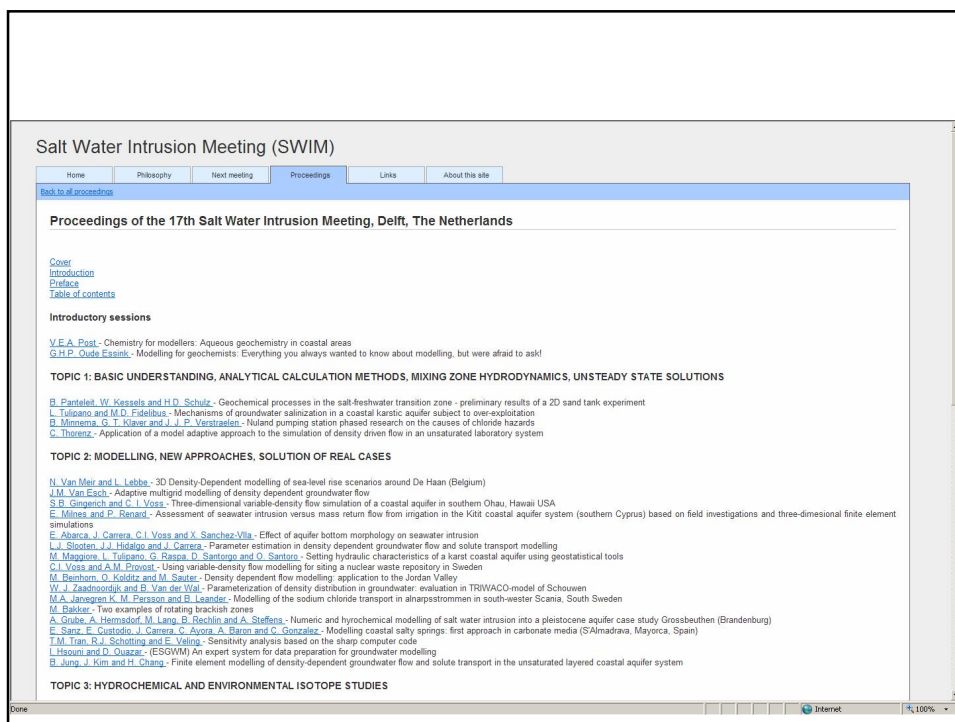 Salt Water Intrusion Meeting (SWIM)
Home Philosophy Next meeting Proceedings Links About this site
Back to all proceedings
Proceedings of the 17th Salt Water Intrusion Meeting, Delft, The Netherlands
Cover
Introduction
Preface
Table of contents
Introductory sessions
V.E.A. Post - Chemistry for modellers: Aqueous geochemistry in coastal areas
G.H.P. Oude Essink - Modelling for geochemists: Everything you always wanted to know about modelling, but were afraid to ask!
TOPIC 1: BASIC UNDERSTANDING, ANALYTICAL CALCULATION METHODS, MIXING ZONE HYDRODYNAMICS, UNSTEADY STATE SOLUTIONS
B. Panteleit, W. Kessels and H.D. Schulz - Geochemical processes in the salt-freshwater transition zone - preliminary results of a 2D sand tank experiment
L. Tulipano and M.D. Fidelibus - Mechanisms of groundwater salinization in a coastal karstic aquifer subject to over-exploitation
B. Minnema, G. T. Klaver and J. J. P. Verstraelen - Nuland pumping station phased research on the causes of chloride hazards
C. Thorenz - Application of a model adaptive approach to the simulation of density driven flow in an unsaturated laboratory system
TOPIC 2: MODELLING, NEW APPROACHES, SOLUTION OF REAL CASES
N. Van Meir and L. Lebbe - 3D Density-Dependent modelling of sea-level rise scenarios around De Haan (Belgium)
J.M. Van Esch - Adaptive multigrid modelling of density dependent groundwater flow
S.B. Gingerich and C. I. Voss - Three-dimensional variable-density flow simulation of a coastal aquifer in southern Ohau, Hawaii USA
E. Milnes and P. Renard - Assessment of seawater intrusion versus mass return flow from irrigation in the Kitit coastal aquifer system (southern Cyprus) based on field investigations and three-dimesional finite element
simulations
E. Abarca, J. Carrera, C.I. Voss and X. Sanchez-Vlla - Effect of aquifer bottom morphology on seawater intrusion
L.J. Slooten, J.J. Hidalgo and J. Carrera - Parameter estimation in density dependent groundwater flow and solute transport modelling
M. Maggiore, L. Tulipano, G. Raspa, D. Santorgo and O. Santoro - Setting hydraulic characteristics of a karst coastal aquifer using geostatistical tools
C.I. Voss and A.M. Provost - Using variable-density flow modelling for siting a nuclear waste repository in Sweden
M. Beinhorn, O. Kolditz and M. Sauter - Density dependent flow modelling: application to the Jordan Valley
W. J. Zaadnoordijk and B. Van der Wal - Parameterization of density distribution in groundwater: evaluation in TRIWACO-model of Schouwen
M.A. Janvegren K. M. Persson and B. Leander - Modelling of the sodium chloride transport in alnarpsstrommen in south-wester Scania, South Sweden
M. Bakker - Two examples of rotating brackish zones
A. Grube, A. Hermsdorf, M. Lang, B. Rechlin and A. Steffens - Numeric and hyrochemical modelling of salt water intrusion into a pleistocene aquifer case study Grossbeuthen (Brandenburg)
E. Sanz, E. Custodio, J. Carrera, C. Ayora, A. Baron and C. Gonzalez - Modelling coastal salty springs: first approach in carbonate media (S'Almadrava, Mayorca, Spain)
T.M. Tran, R.J. Schotting and E. Veling - Sensitivity analysis based on the sharp computer code
I. Hsouni and D. Ouazar - (ESGWM) An expert system for data preparation for groundwater modelling
B. Jung, J. Kim and H. Chang - Finite element modelling of density-dependent groundwater flow and solute transport in the unsaturated layered coastal aquifer system
TOPIC 3: HYDROCHEMICAL AND ENVIRONMENTAL ISOTOPE STUDIES
Done Internet 100%